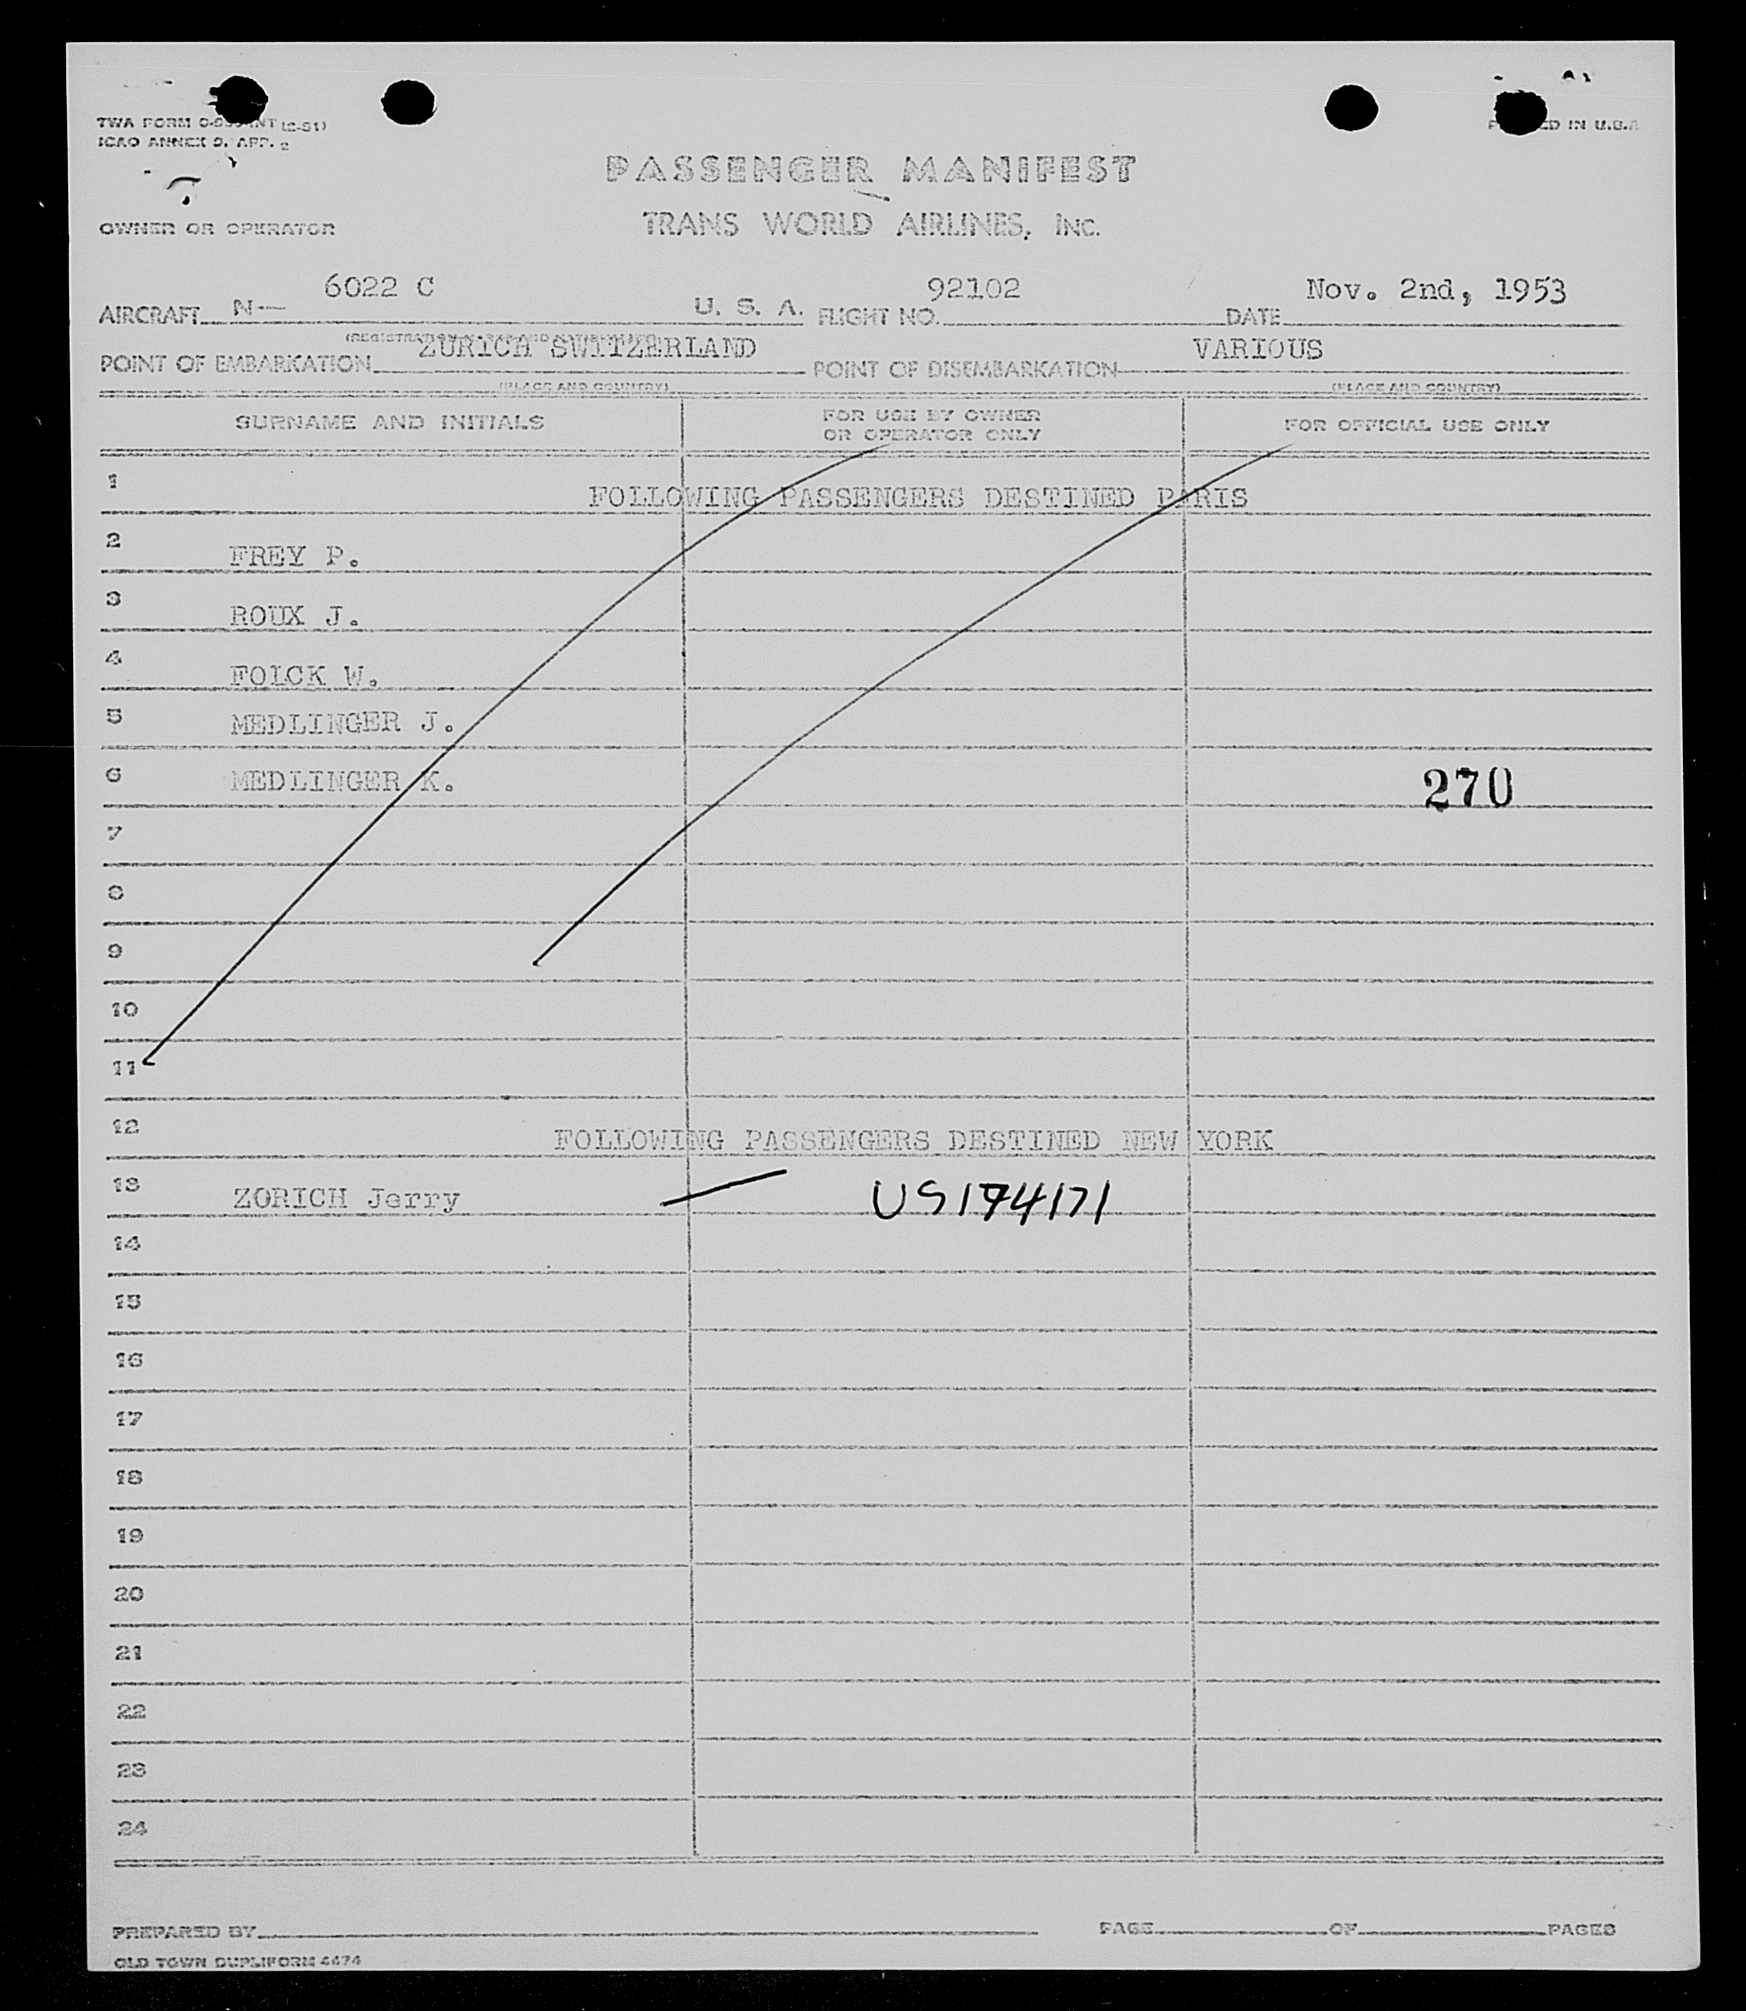 TWA FORM
ICAO ANNEX 9, APP. 2
IN U.S.A.
PASSENGER MANIFEST
TRANS WORLD AIRLINES, INC.
OWNER OR OPERATOR
AIRCRAFT N— 6022 C U. S. A. FLIGHT NO. 92102 DATE Nov. 2nd, 1953
POINT OF EMBARKATION ZURICH SWITZERLAND POINT OF DISEMBARKATION VARIOUS
(PLACE AND COUNTRY) (PLACE AND COUNTRY)
SURNAME AND INITIALS FOR USE BY OWNER OR OPERATOR ONLY FOR OFFICIAL USE ONLY
1 FOLLOWING PASSENGERS DESTINED PARIS
2 FREY P.
3 ROUX J.
4 FOICK W.
5 MEDLINGER J.
6 MEDLINGER K. 270
7
8
9
10
11
12 FOLLOWING PASSENGERS DESTINED NEW YORK
13 ZORICH Jerry US174171
14
15
16
17
18
19
20
21
22
23
24
PREPARED BY PAGE OF PAGES
OLD TOWN DUPLIFORM 4474